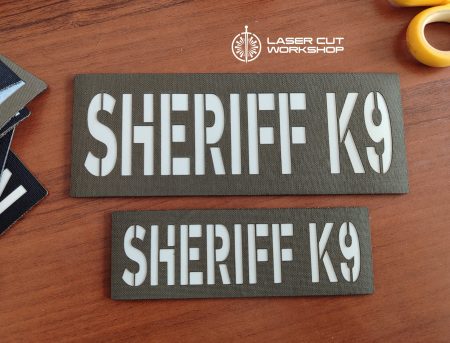 LASER CUT
WORKSHOP
SHERIFF K9
SHERIFF K9